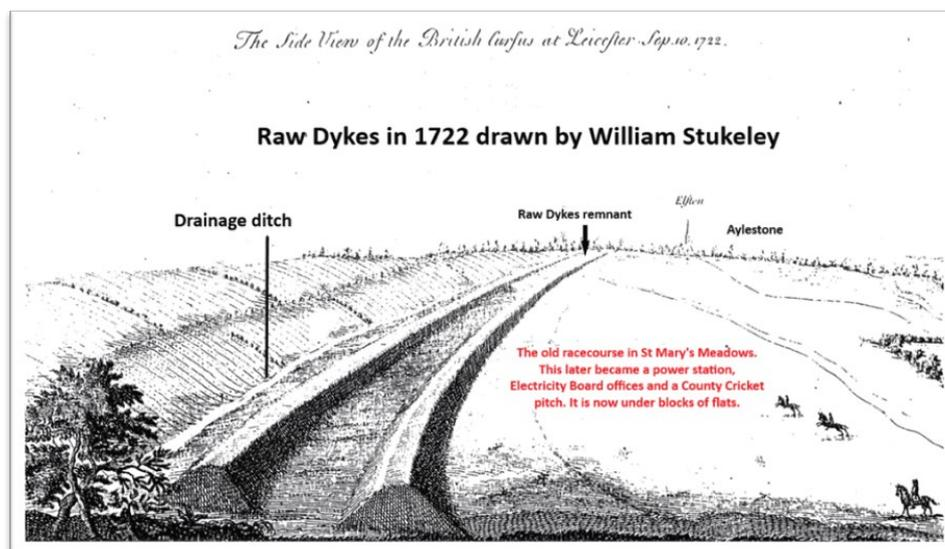 The Side View of the British Cursus at Leicester Sep. 10. 1722.
Raw Dykes in 1722 drawn by William Stukeley
Elston
Drainage ditch
Raw Dykes remnant
Aylestone
The old racecourse in St Mary's Meadows.
This later became a power station,
Electricity Board offices and a County Cricket
pitch. It is now under blocks of flats.